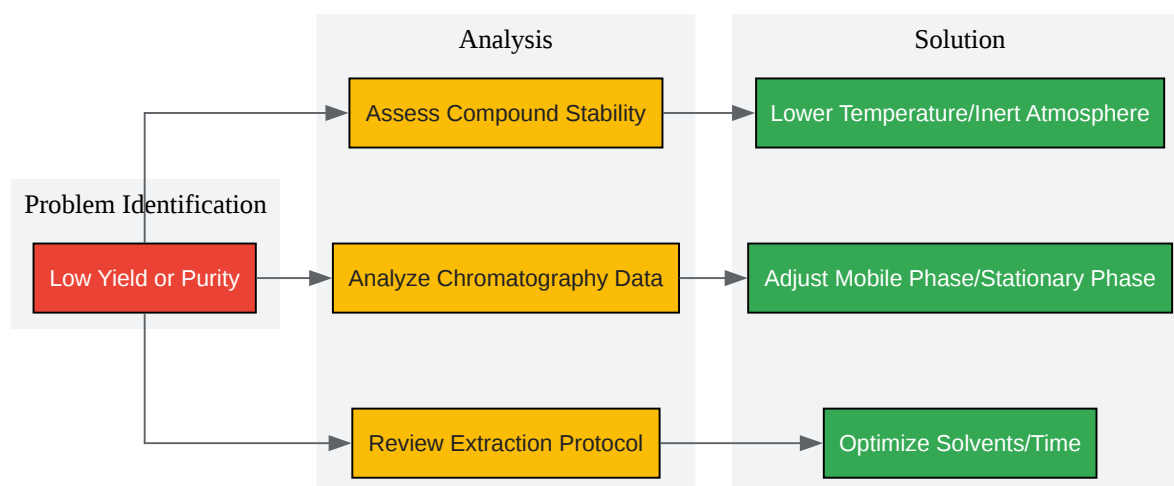 Analysis
Solution
Assess Compound Stability
Lower Temperature/Inert Atmosphere
Problem Identification
Low Yield or Purity
Analyze Chromatography Data
Adjust Mobile Phase/Stationary Phase
Review Extraction Protocol
Optimize Solvents/Time